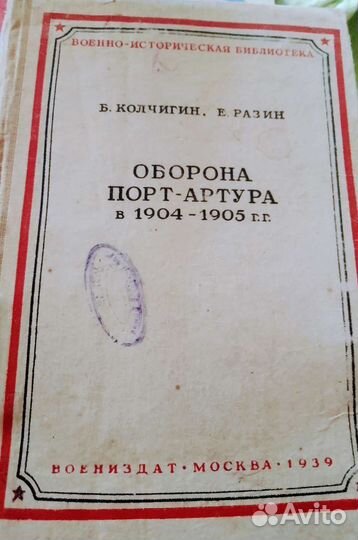 ВОЕННО-ИСТОРИЧЕСКАЯ БИБЛИОТЕКА
Б. КОЛЧИГИН, Е. РАЗИН
ОБОРОНА
ПОРТ-АРТУРА
в 1904-1905 г.г.
ВОЕНИЗДАТ • МОСКВА • 1939
Avito